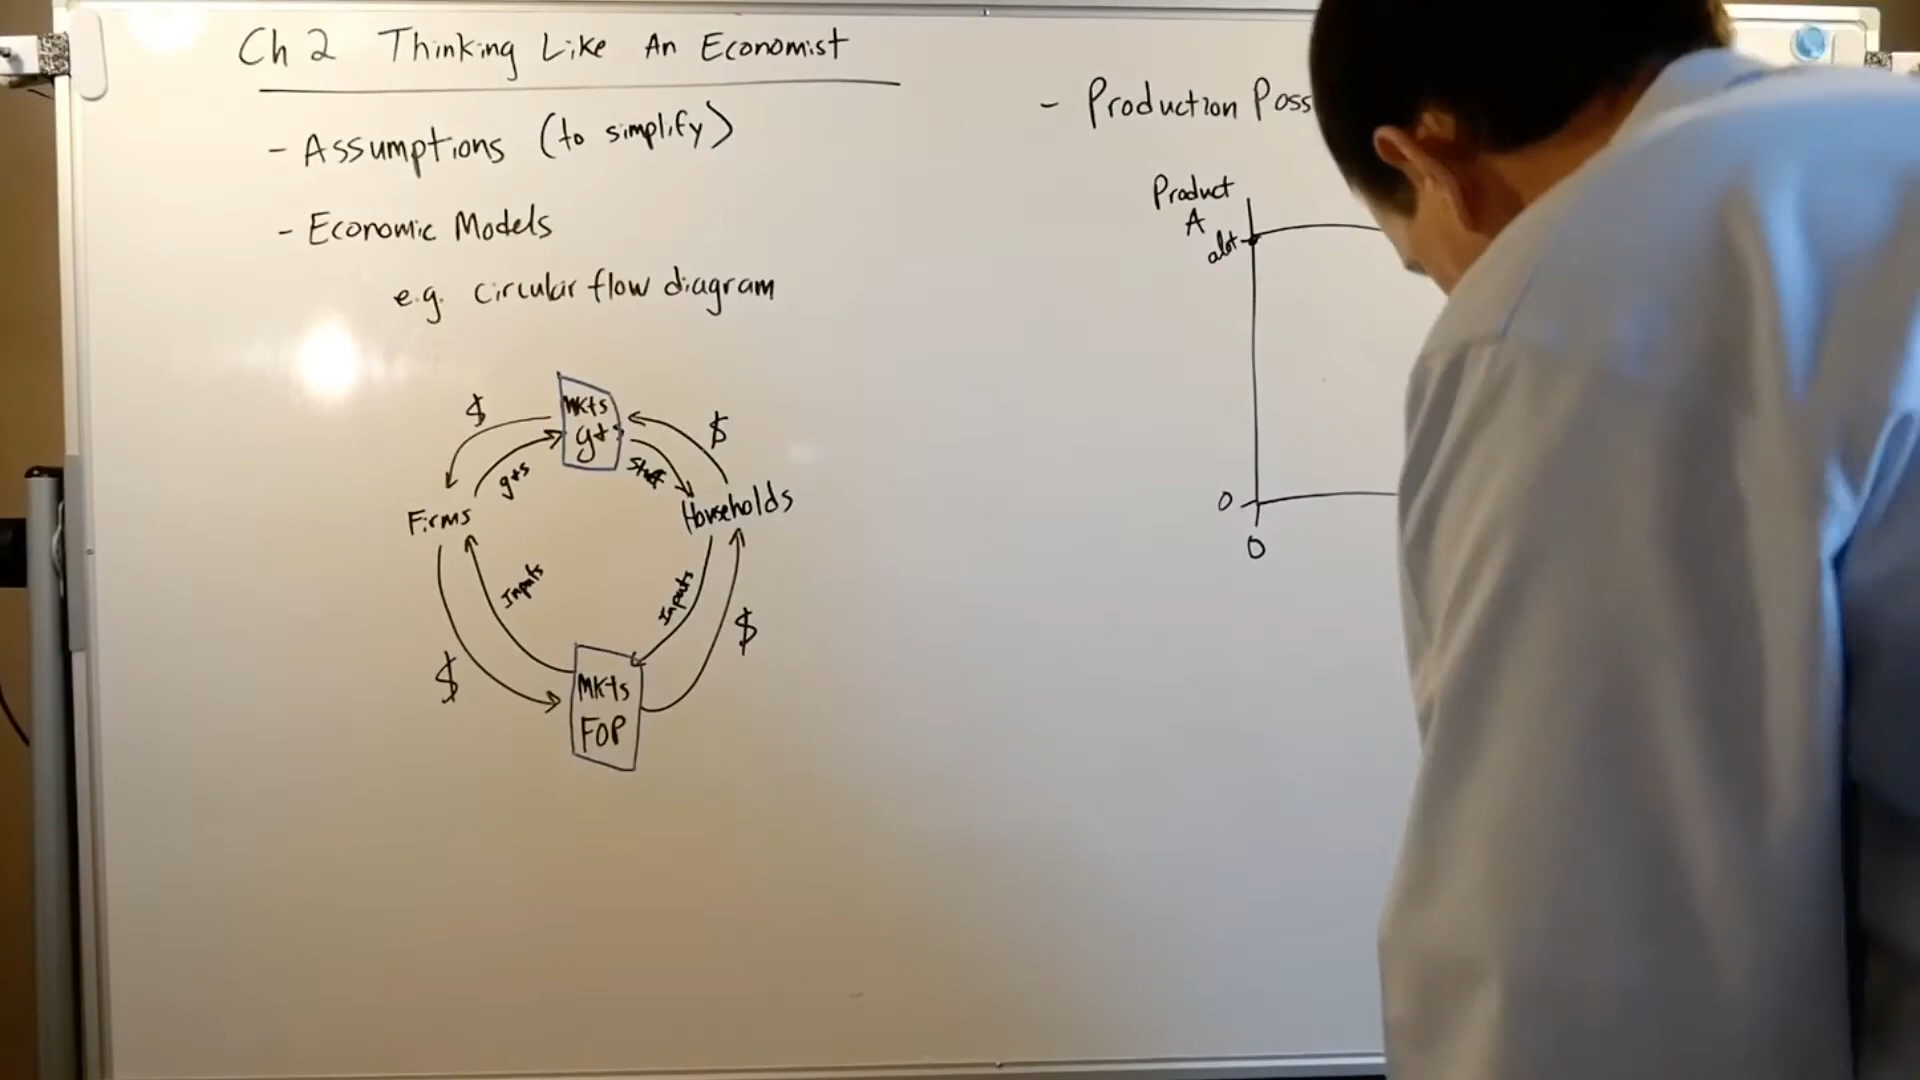 Ch 2 Thinking Like An Economist
- Assumptions (to simplify)
- Economic Models
e.g. circular flow diagram
$
Mkts
g+s
$
g+s
stuff
Firms
Households
Inputs
Inputs
$
$
Mkts
FOP
- Production Poss
Product
A
alot
0
0